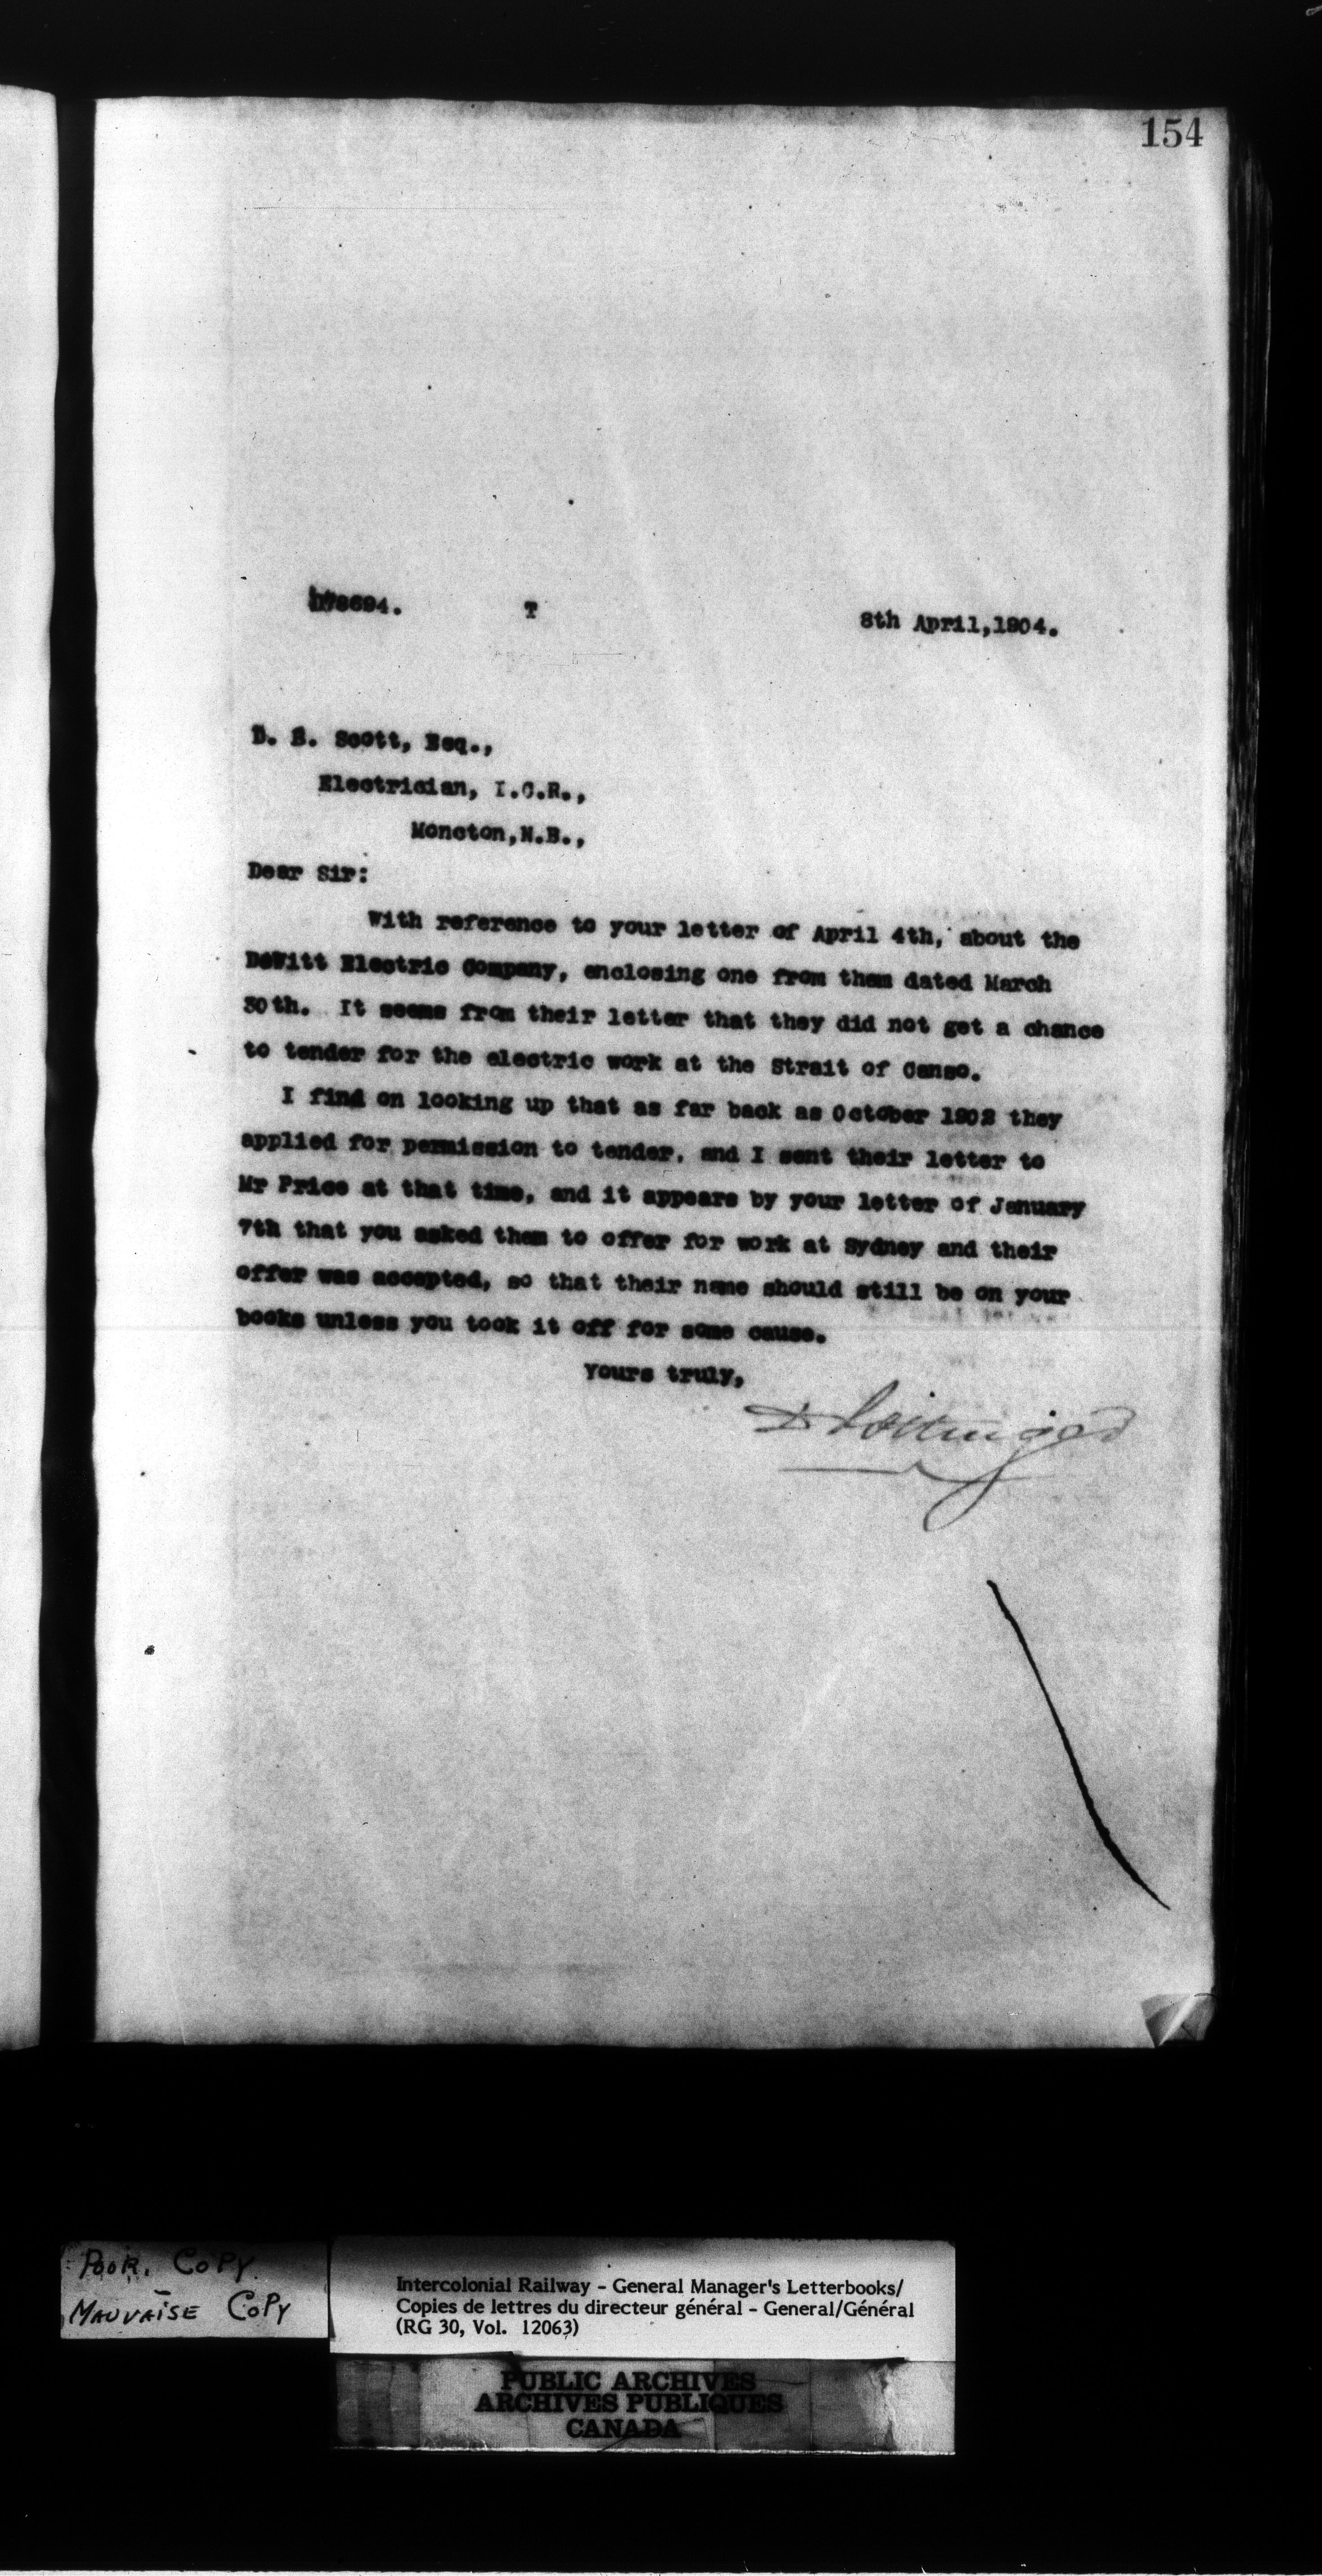 154
8694. T 8th April,1904.
D. E. Scott, Esq.,
Electrician, I.C.R.,
Moncton,N.B.,
Dear Sir:
With reference to your letter of April 4th, about the
DeWitt Electric Company, enclosing one from them dated March
30th. It seems from their letter that they did not get a chance
to tender for the electric work at the Strait of Canso.
I find on looking up that as far back as October 1902 they
applied for permission to tender, and I sent their letter to
Mr Price at that time, and it appears by your letter of January
7th that you asked them to offer for work at Sydney and their
offer was accepted, so that their name should still be on your
books unless you took it off for some cause.
Yours truly,
D Pottinger
POOR. COPY.
MAUVAISE COPY
Intercolonial Railway - General Manager's Letterbooks/
Copies de lettres du directeur général - General/Général
(RG 30, Vol. 12063)
PUBLIC ARCHIVES
ARCHIVES PUBLIQUES
CANADA